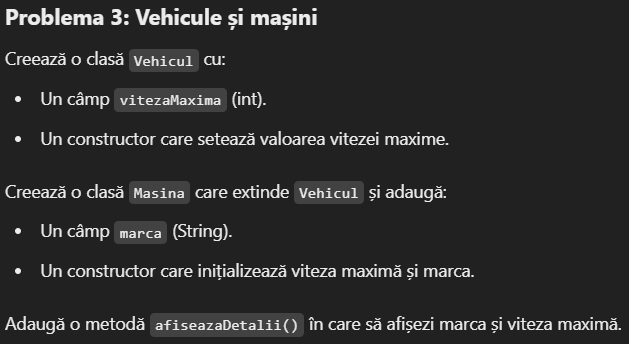 Problema 3: Vehicule și mașini
Creează o clasă Vehicul cu:
• Un câmp vitezaMaxima (int).
• Un constructor care setează valoarea vitezei maxime.
Creează o clasă Masina care extinde Vehicul și adaugă:
• Un câmp marca (String).
• Un constructor care inițializează viteza maximă și marca.
Adaugă o metodă afiseazaDetalii() în care să afișezi marca și viteza maximă.